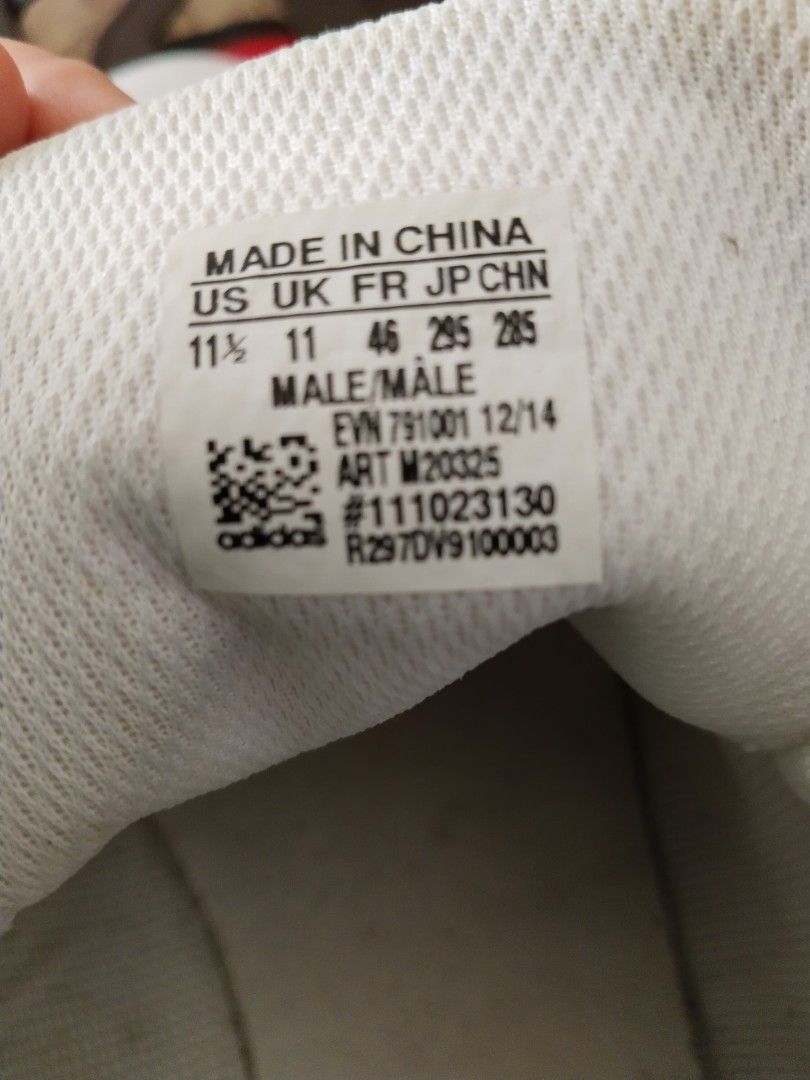 MADE IN CHINA
US UK FR JP CHN
11½ 11 46 295 285
MALE/MÀLE
EVN 791001 12/14
ART M20325
#111023130
adidas R297DV9100003